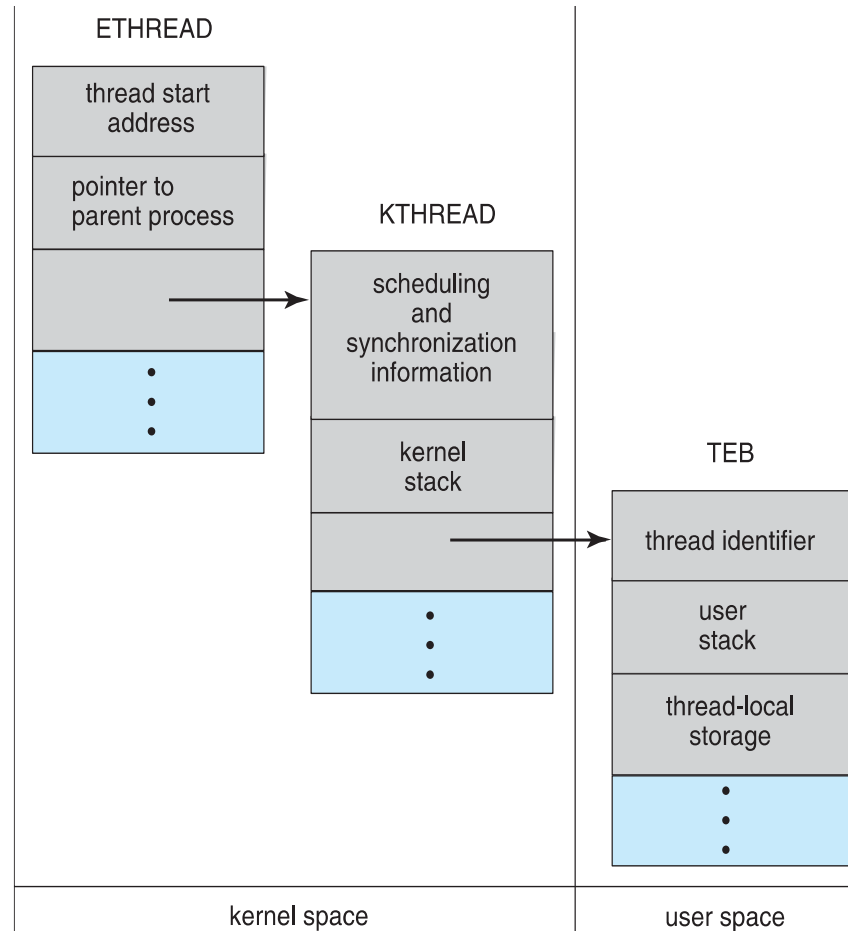 ETHREAD
thread start
address
pointer to
parent process
KTHREAD
scheduling
and
synchronization
information
kernel
stack
TEB
thread identifier
user
stack
thread-local
storage
kernel space
user space